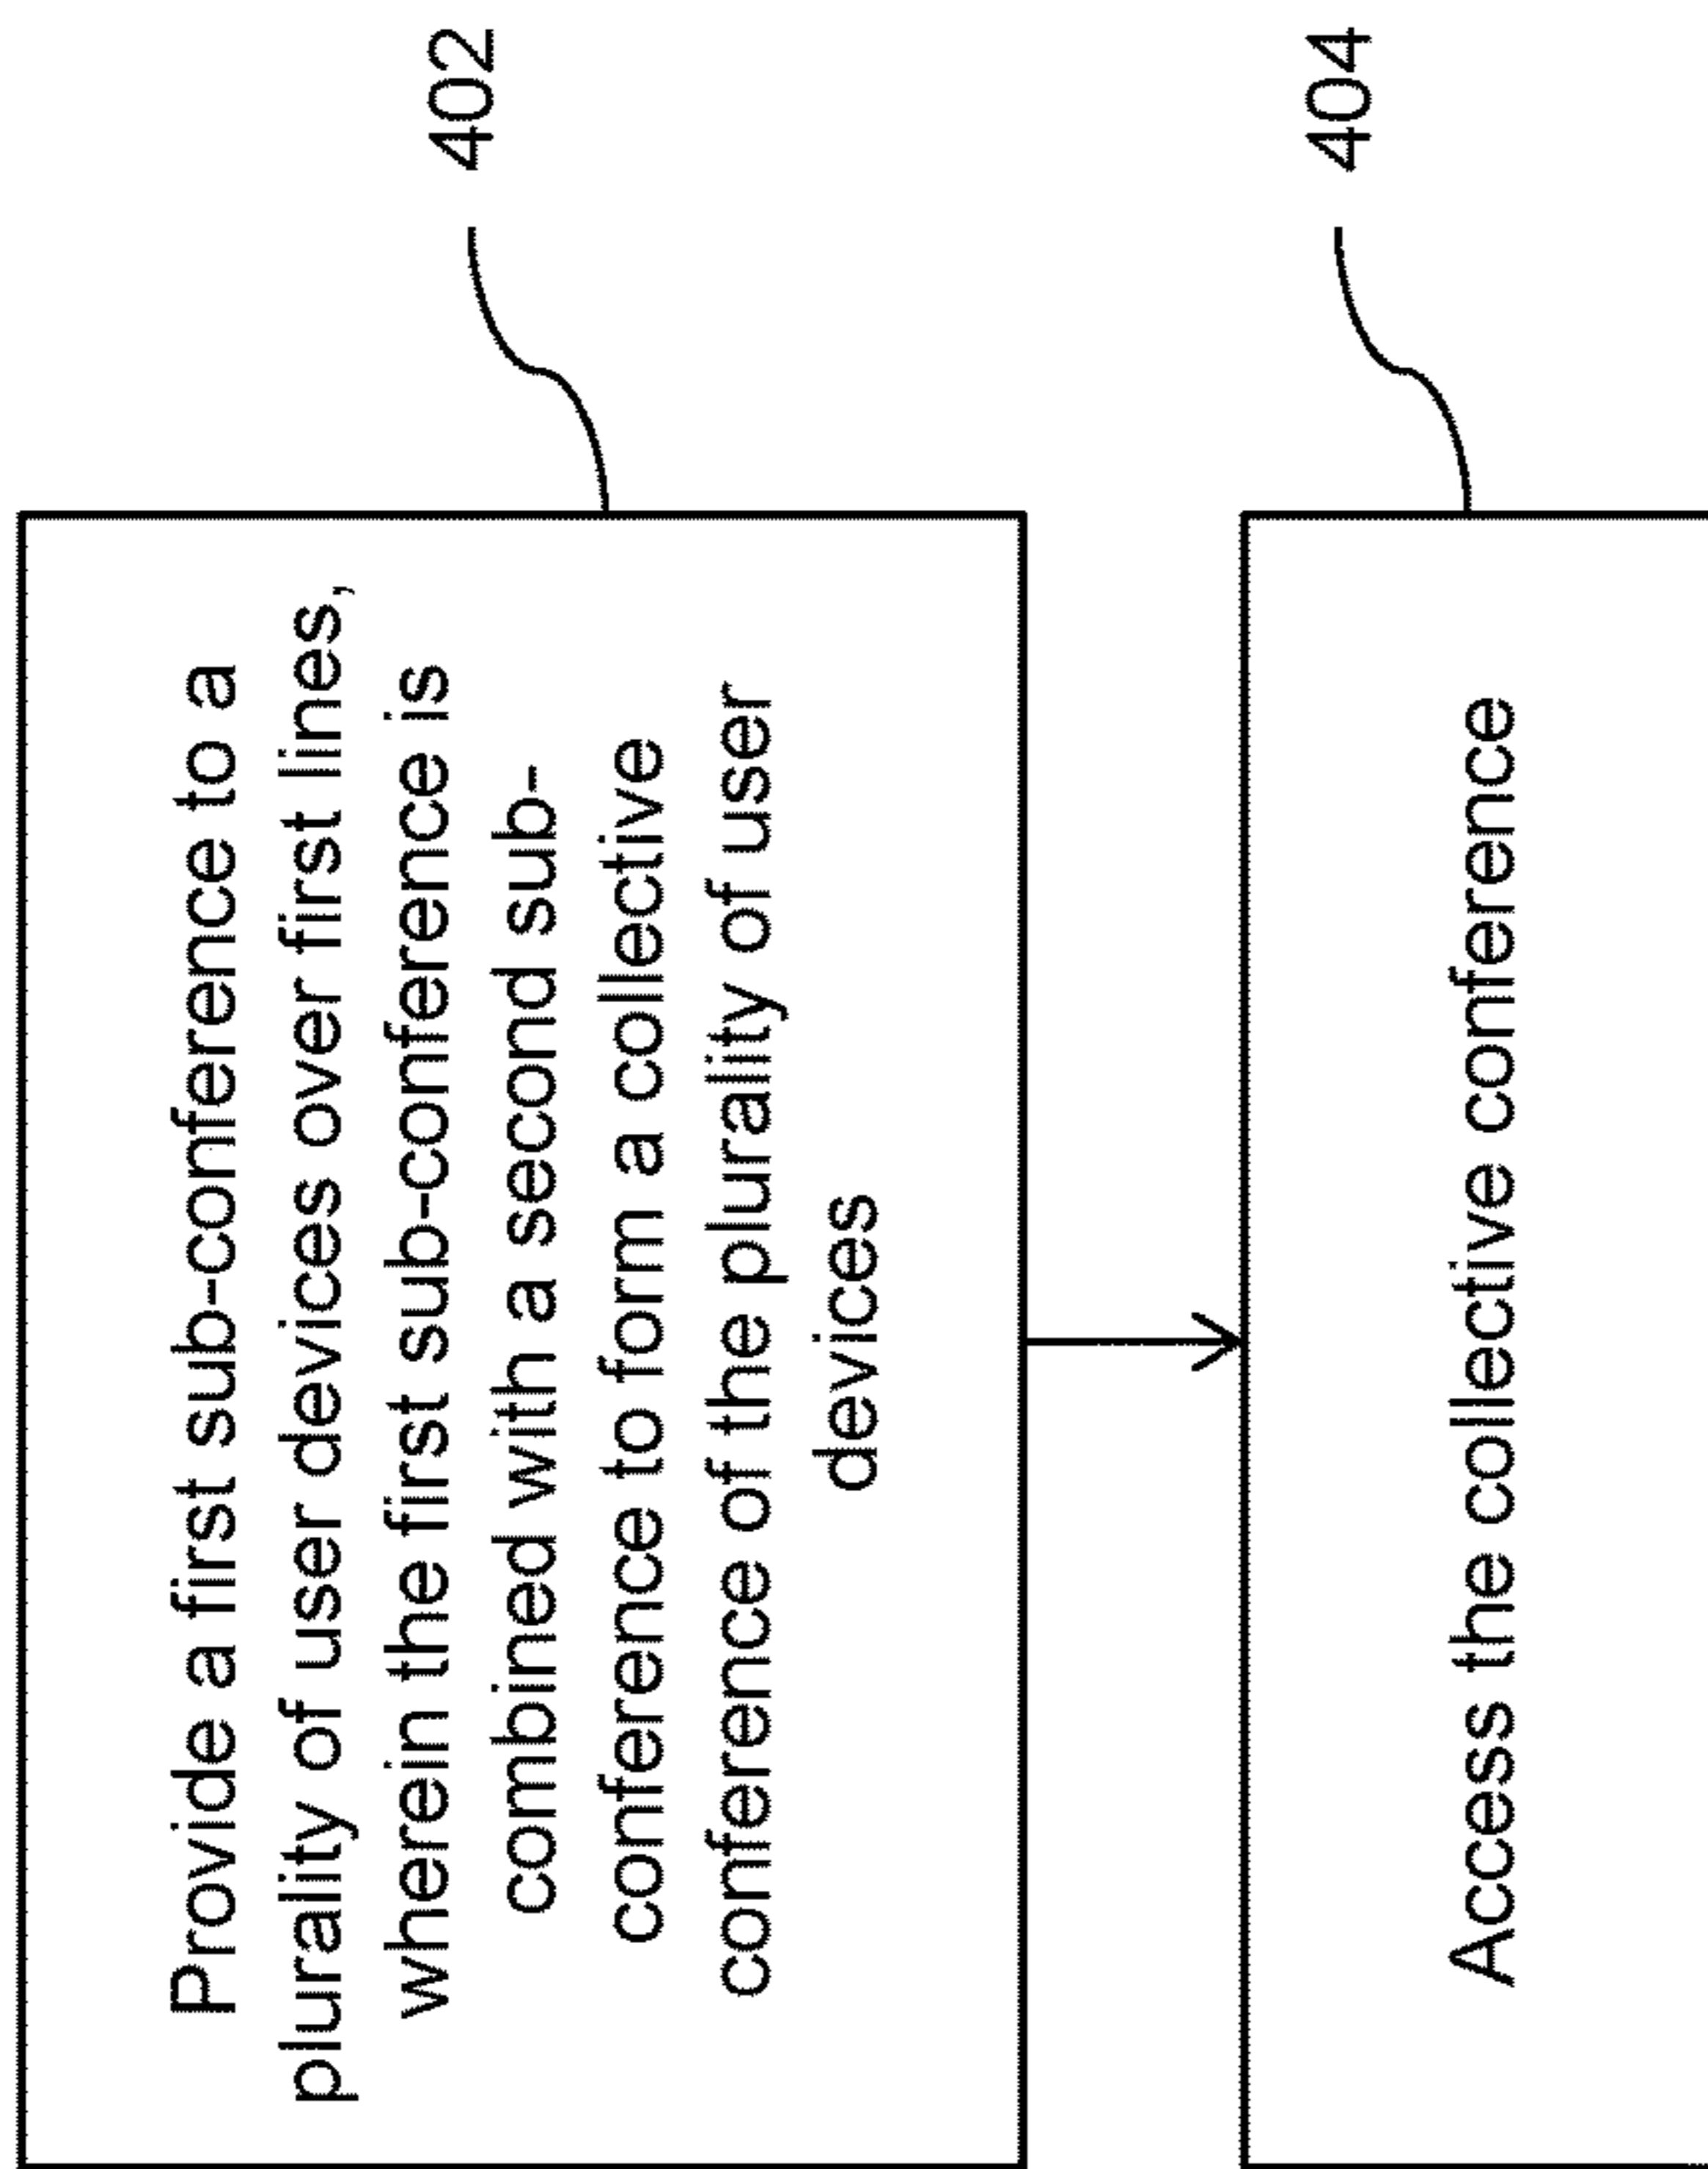 Provide a first sub-conference to a
plurality of user devices over first lines,
wherein the first sub-conference is
combined with a second sub-
conference to form a collective
conference of the plurality of user
devices
402
Access the collective conference
404